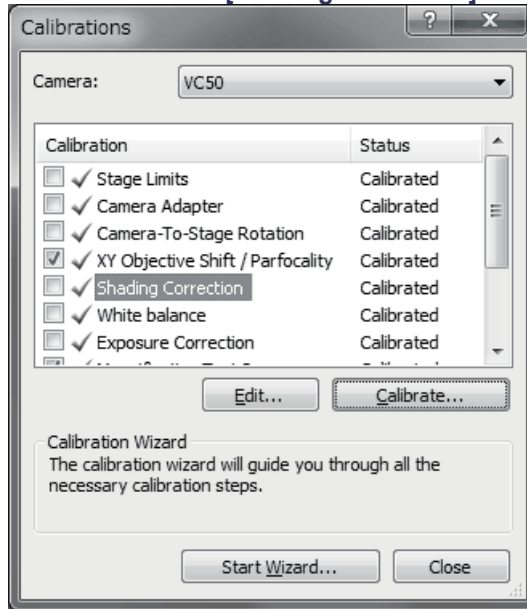 Calibrations
?
X
Camera: VC50
Calibration Status
Stage Limits Calibrated
Camera Adapter Calibrated
Camera-To-Stage Rotation Calibrated
XY Objective Shift / Parfocality Calibrated
Shading Correction Calibrated
White balance Calibrated
Exposure Correction Calibrated
Edit... Calibrate...
Calibration Wizard
The calibration wizard will guide you through all the
necessary calibration steps.
Start Wizard... Close